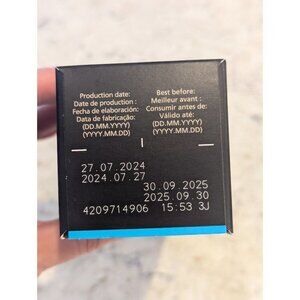 Production date:
Date de production :
Fecha de elaboración:
Data de fabricação:
(DD.MM.YYYY)
(YYYY.MM.DD)
Best before:
Meilleur avant :
Consumir antes de:
Válido até:
(DD.MM.YYYY)
(YYYY.MM.DD)
27.07.2024
2024.07.27
30.09.2025
2025.09.30
4209714906 15:53 3J